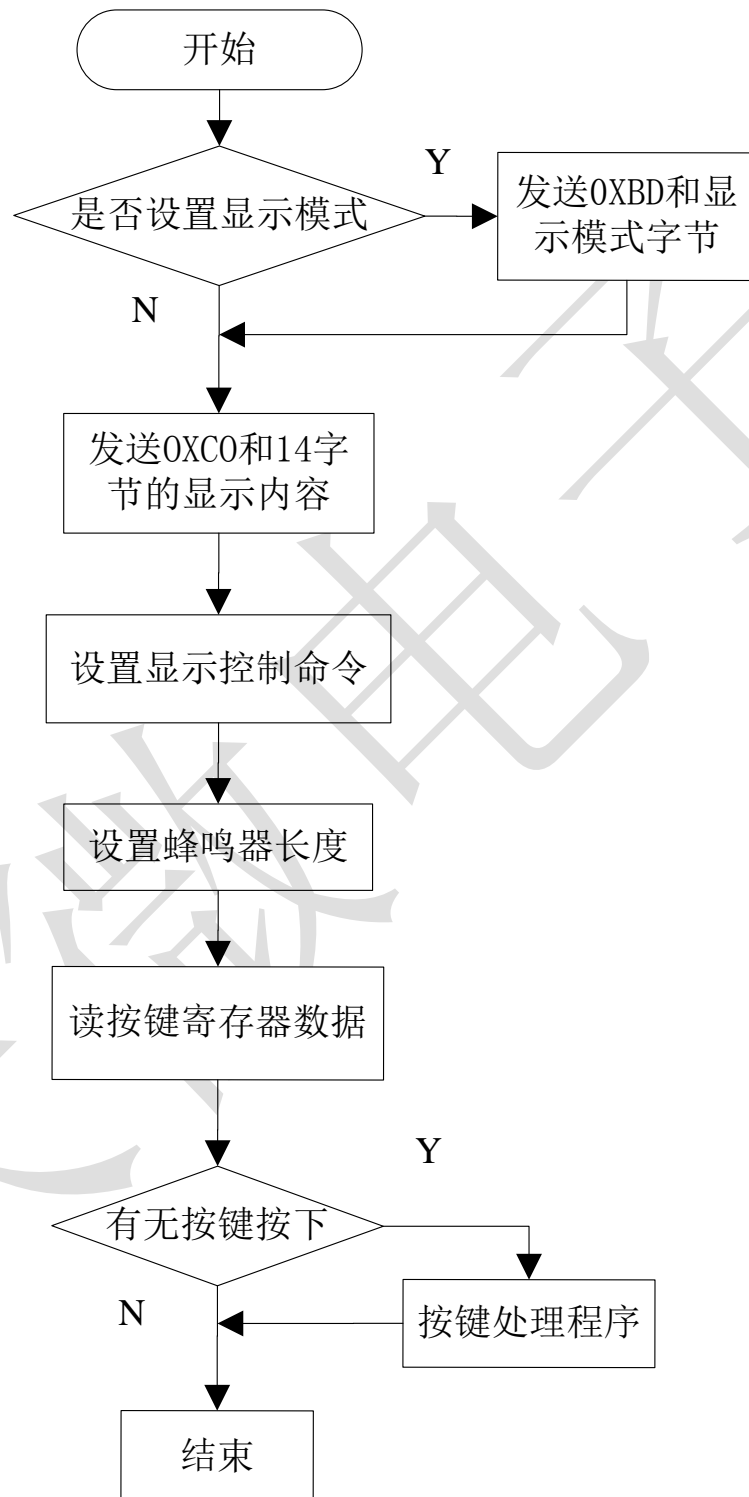 开始
是否设置显示模式
Y
发送0XBD和显
示模式字节
N
发送0XC0和14字
节的显示内容
设置显示控制命令
设置蜂鸣器长度
读按键寄存器数据
有无按键按下
Y
按键处理程序
N
结束